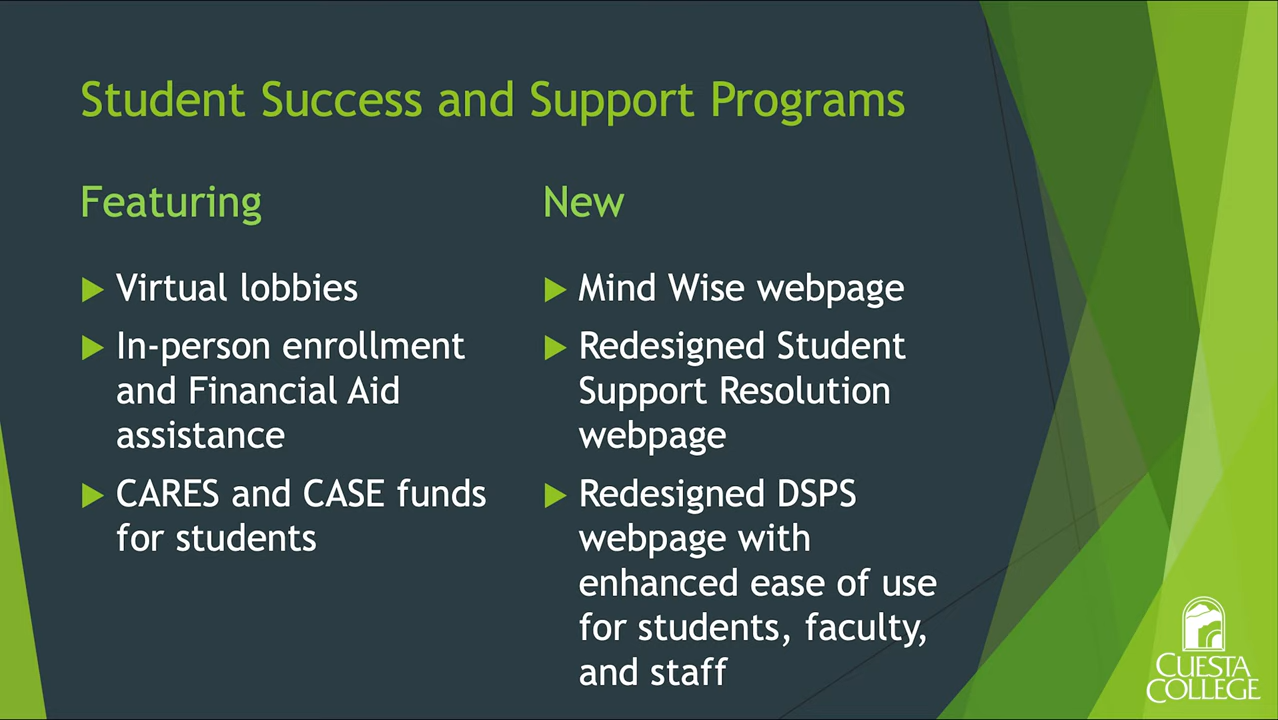 Student Success and Support Programs
Featuring
Virtual lobbies
In-person enrollment
and Financial Aid
assistance
CARES and CASE funds
for students
New
Mind Wise webpage
Redesigned Student
Support Resolution
webpage
Redesigned DSPS
webpage with
enhanced ease of use
for students, faculty,
and staff
CUESTA
COLLEGE